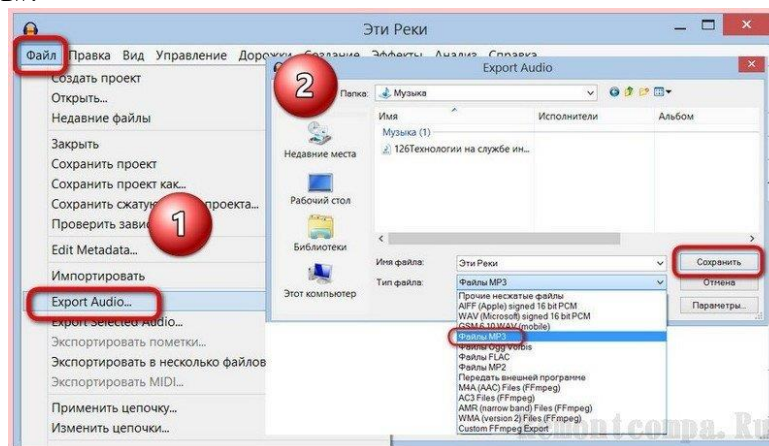 Эти Реки
Файл Правка Вид Управление Дорожки Создание Эффекты Анализ Справка
Создать проект
Открыть...
Недавние файлы
Закрыть
Сохранить проект
Сохранить проект как...
Сохранить проекта...
Проверить
Edit Metadata...
Импортировать
Export Audio...
Export Selected Audio...
Экспортировать пометки...
Экспортировать в несколько файлов
Экспортировать MIDI...
Применить цепочку...
Изменить цепочки...
1
2
Export Audio
Папка: Музыка
Имя Исполнители Альбом
Музыка (1)
126Технологии на службе ин...
Недавние места
Рабочий стол
Библиотеки
Этот компьютер
Имя файла: Эти Реки Сохранить
Тип файла: Файлы MP3 Отмена
Параметры...
Прочие несжатые файлы
AIFF (Apple) signed 16 bit PCM
WAV (Microsoft) signed 16 bit PCM
GSM 6.10 WAV (mobile)
Файлы MP3
Файлы Ogg Vorbis
Файлы FLAC
Файлы MP2
Передать внешней программе
M4A (AAC) Files (FFmpeg)
AC3 Files (FFmpeg)
AMR (narrow band) Files (FFmpeg)
WMA (version 2) Files (FFmpeg)
Custom FFmpeg Export
Remontcompa.Ru